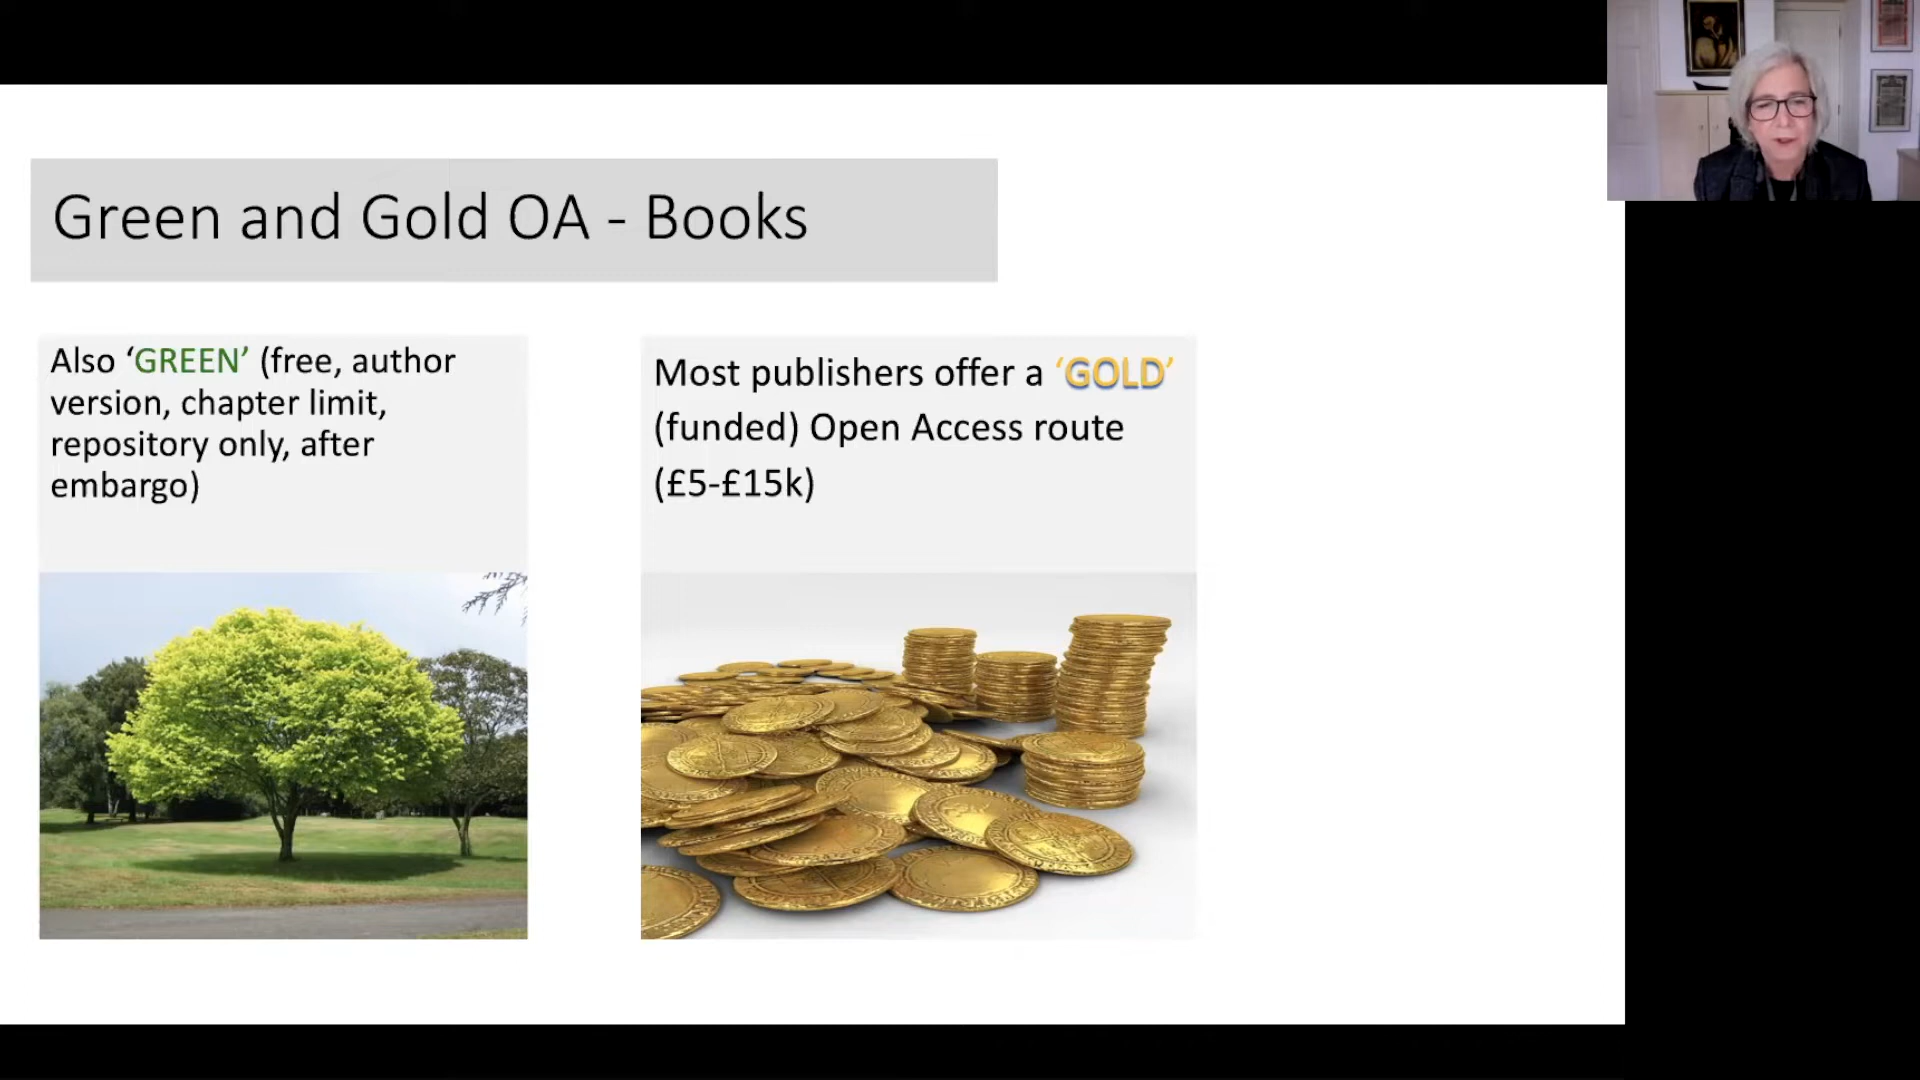 Green and Gold OA - Books
Also ‘GREEN’ (free, author
version, chapter limit,
repository only, after
embargo)
Most publishers offer a ‘GOLD’
(funded) Open Access route
(£5-£15k)